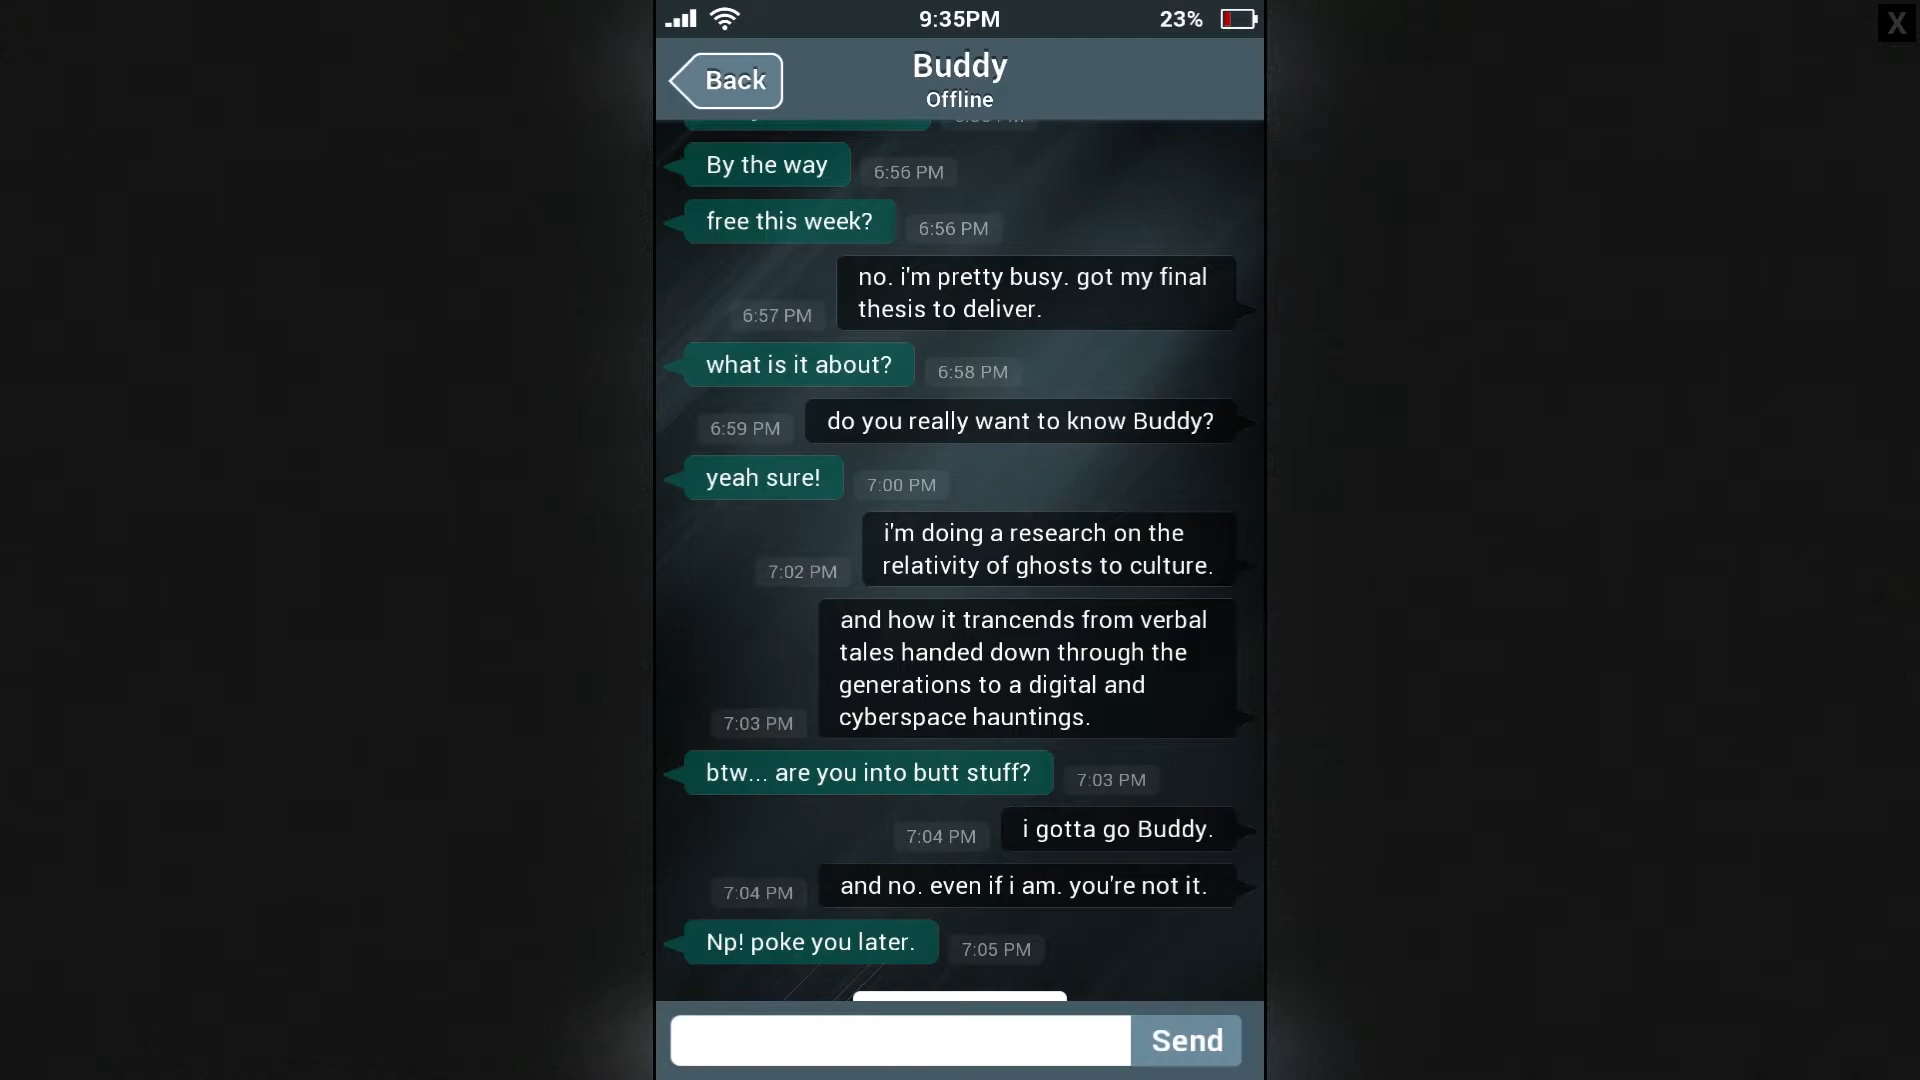 9:35PM
23%
X
Back
Buddy
Offline
By the way
6:56 PM
free this week?
6:56 PM
no. i'm pretty busy. got my final
thesis to deliver.
6:57 PM
what is it about?
6:58 PM
do you really want to know Buddy?
6:59 PM
yeah sure!
7:00 PM
i'm doing a research on the
relativity of ghosts to culture.
7:02 PM
and how it trancends from verbal
tales handed down through the
generations to a digital and
cyberspace hauntings.
7:03 PM
btw... are you into butt stuff?
7:03 PM
i gotta go Buddy.
7:04 PM
and no. even if i am. you're not it.
7:04 PM
Np! poke you later.
7:05 PM
Send